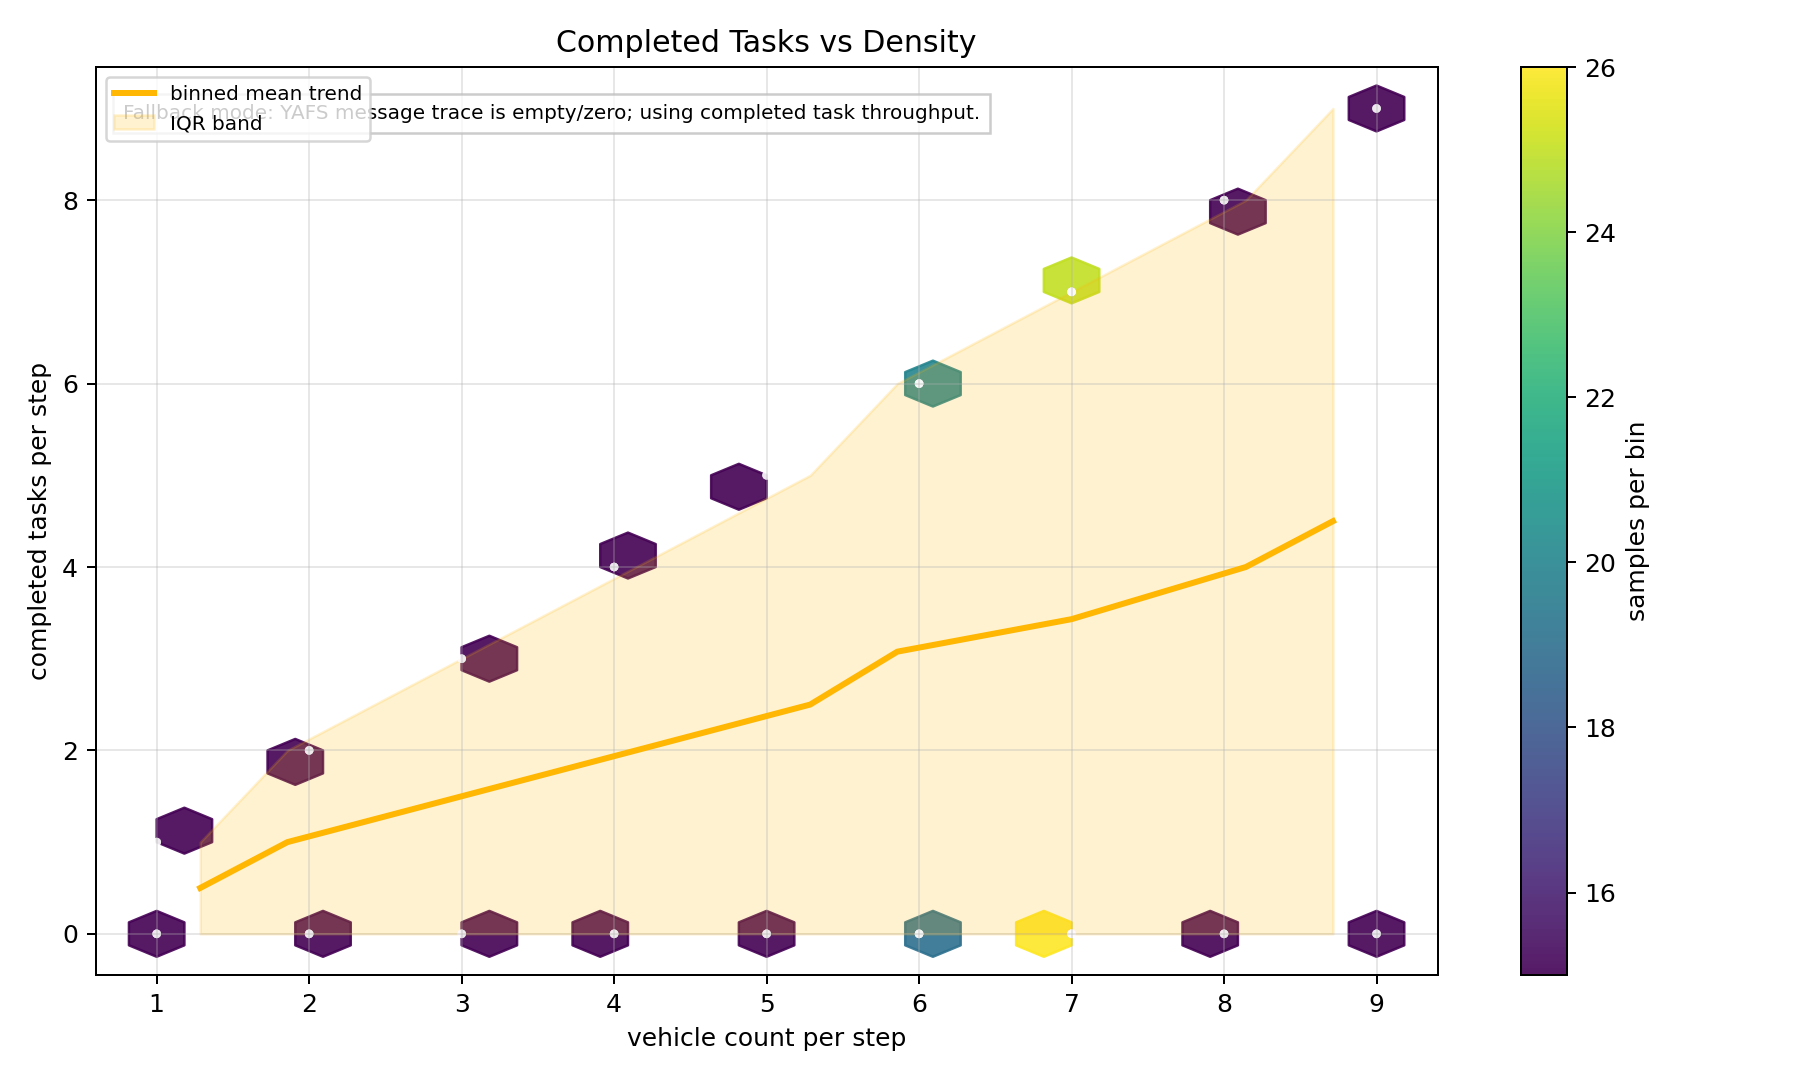 Completed Tasks vs Density
binned mean trend
IQR band
Fallback mode: YAFS message trace is empty/zero; using completed task throughput.
completed tasks per step
8
6
4
2
0
1 2 3 4 5 6 7 8 9
vehicle count per step
26
24
22
20
18
16
samples per bin